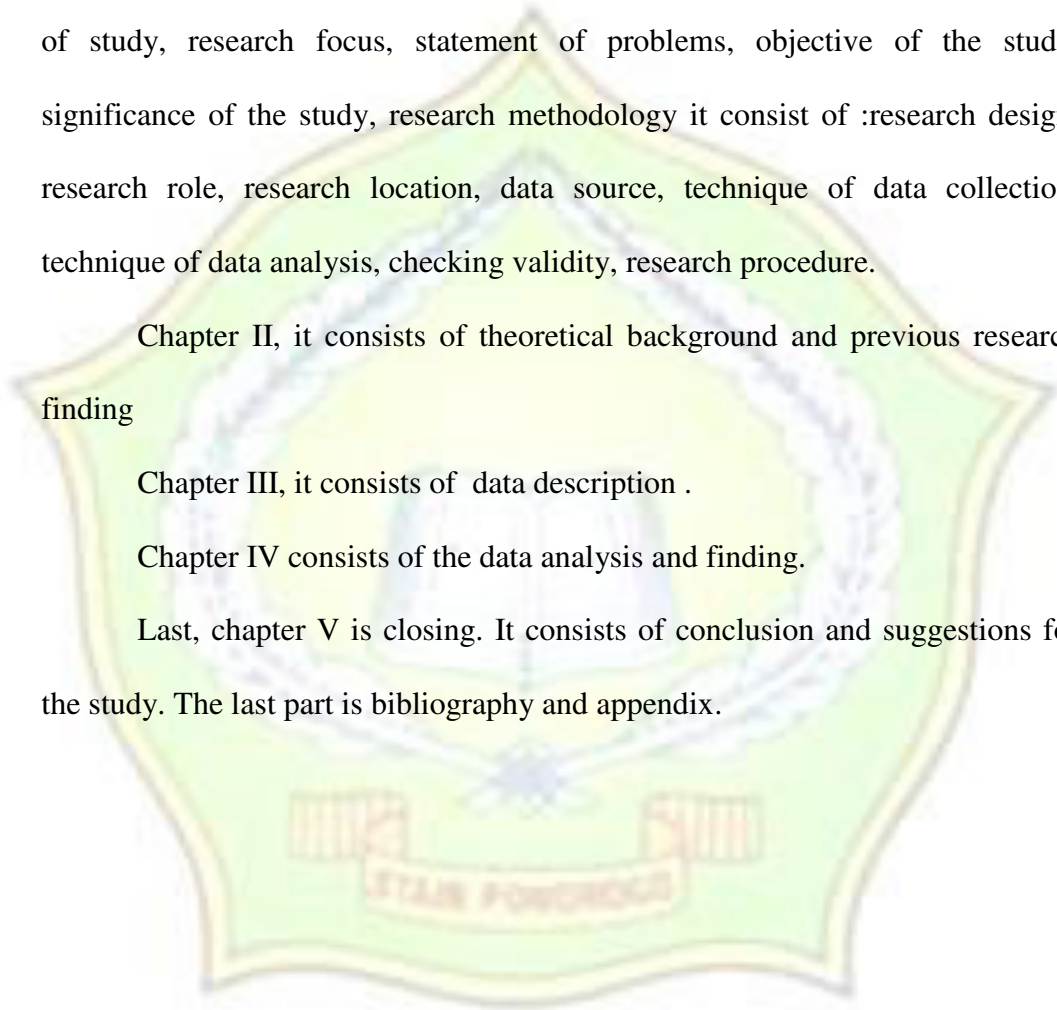 of study, research focus, statement of problems, objective of the stud
significance of the study, research methodology it consist of :research desig
research role, research location, data source, technique of data collectio
technique of data analysis, checking validity, research procedure.
Chapter II, it consists of theoretical background and previous researc
finding
Chapter III, it consists of  data description .
Chapter IV consists of the data analysis and finding.
Last, chapter V is closing. It consists of conclusion and suggestions fo
the study. The last part is bibliography and appendix.
STAIN PONOROGO